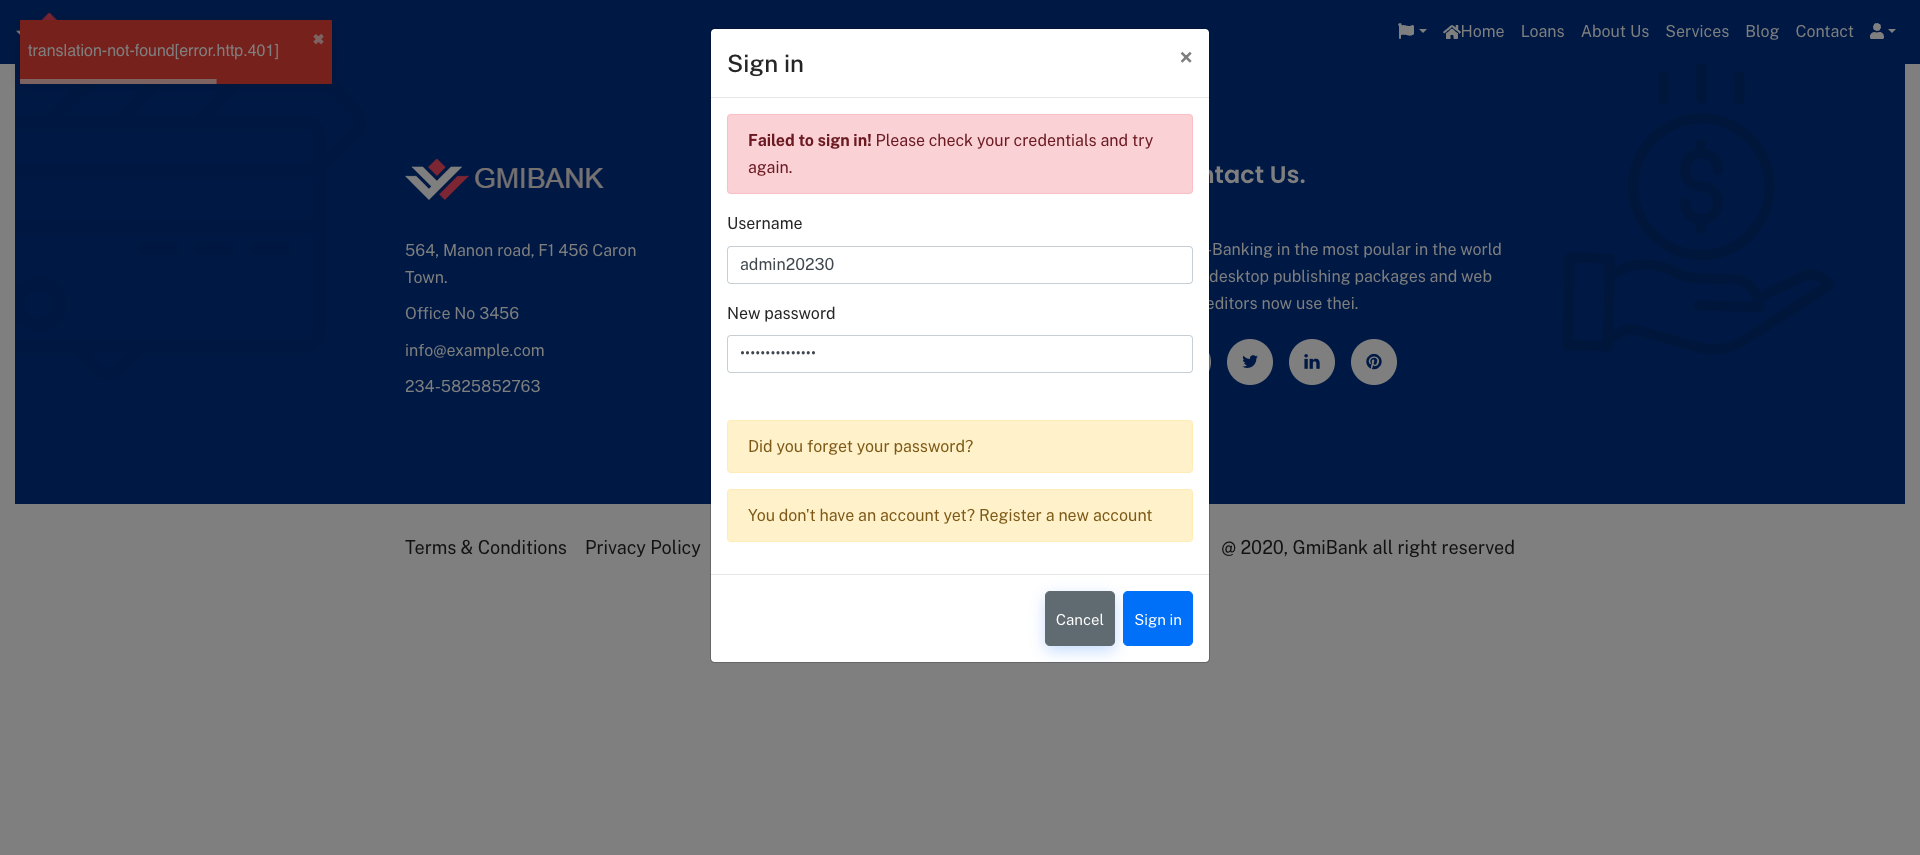 translation-not-found[error.http.401]
✖
Home
Loans
About Us
Services
Blog
Contact
Sign in
×
Failed to sign in! Please check your credentials and try
again.
Username
admin20230
New password
•••••••••••••••
Did you forget your password?
You don't have an account yet? Register a new account
Cancel
Sign in
GMIBANK
564, Manon road, F1 456 Caron
Town.
Office No 3456
info@example.com
234-5825852763
ntact Us.
-Banking in the most poular in the world
desktop publishing packages and web
editors now use thei.
Terms & Conditions
Privacy Policy
@ 2020, GmiBank all right reserved